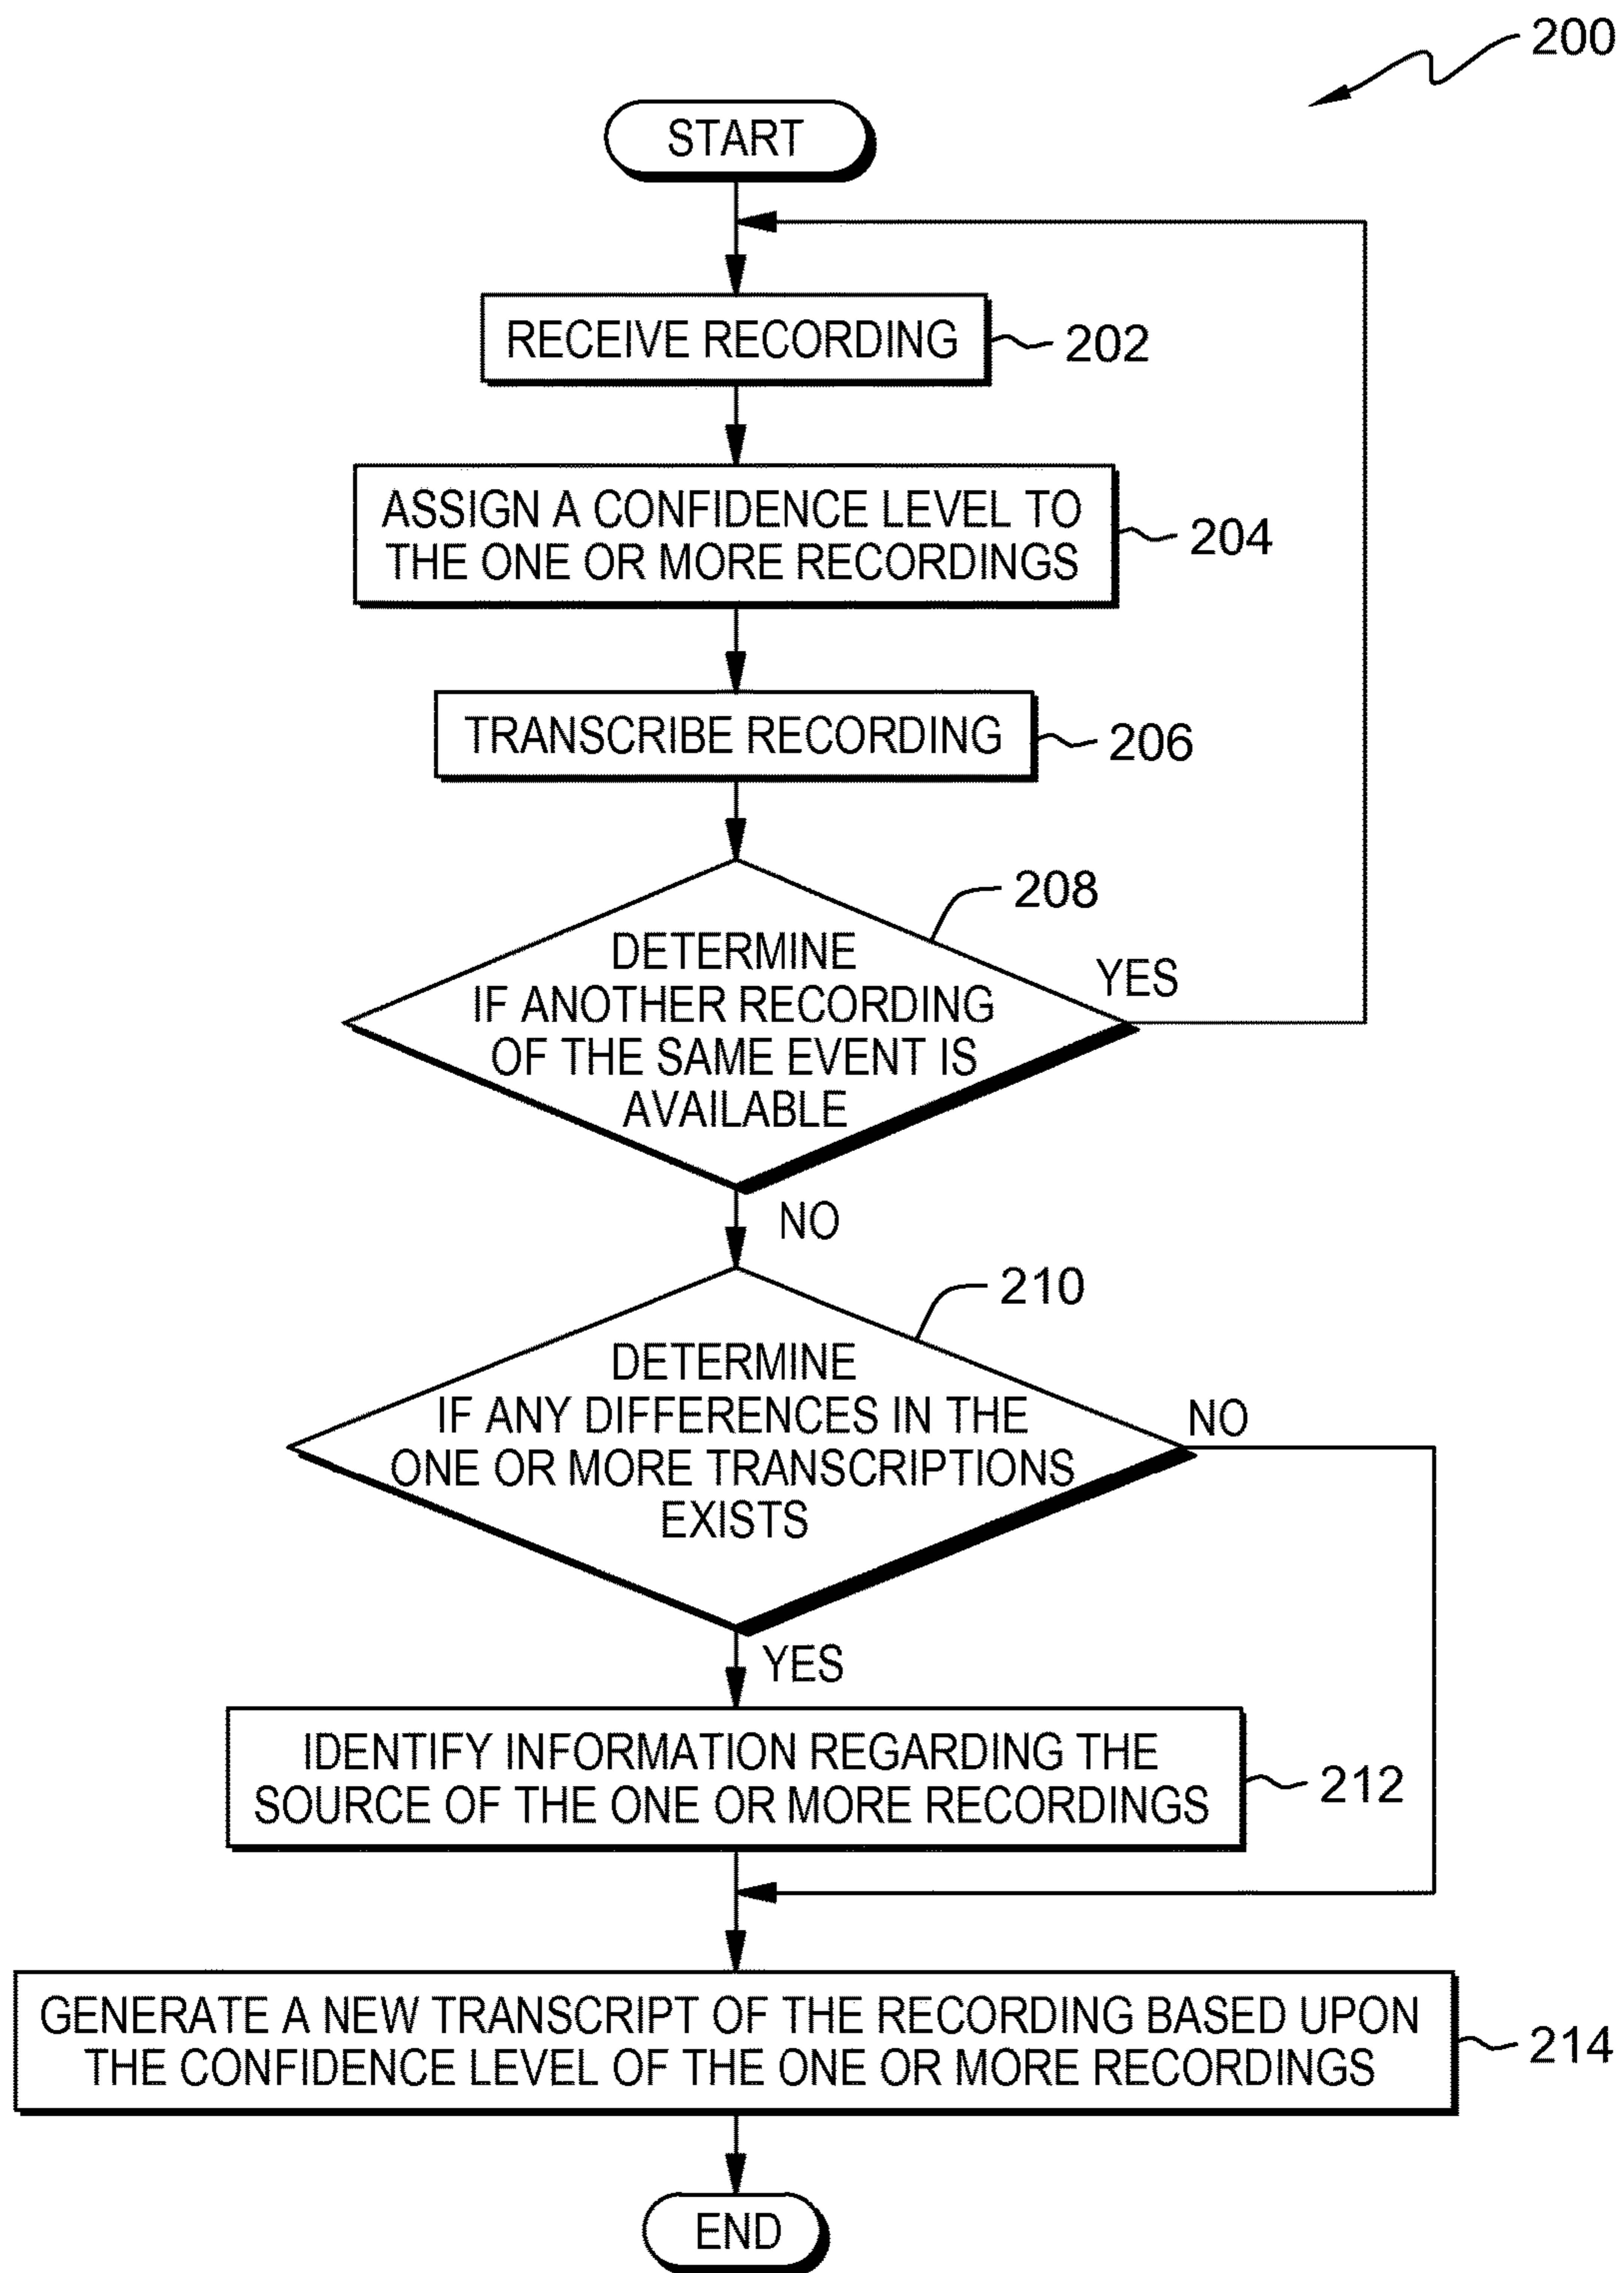 200
START
RECEIVE RECORDING
202
ASSIGN A CONFIDENCE LEVEL TO
THE ONE OR MORE RECORDINGS
204
TRANSCRIBE RECORDING
206
208
DETERMINE
IF ANOTHER RECORDING
OF THE SAME EVENT IS
AVAILABLE
YES
NO
210
DETERMINE
IF ANY DIFFERENCES IN THE
ONE OR MORE TRANSCRIPTIONS
EXISTS
NO
YES
IDENTIFY INFORMATION REGARDING THE
SOURCE OF THE ONE OR MORE RECORDINGS
212
GENERATE A NEW TRANSCRIPT OF THE RECORDING BASED UPON
THE CONFIDENCE LEVEL OF THE ONE OR MORE RECORDINGS
214
END